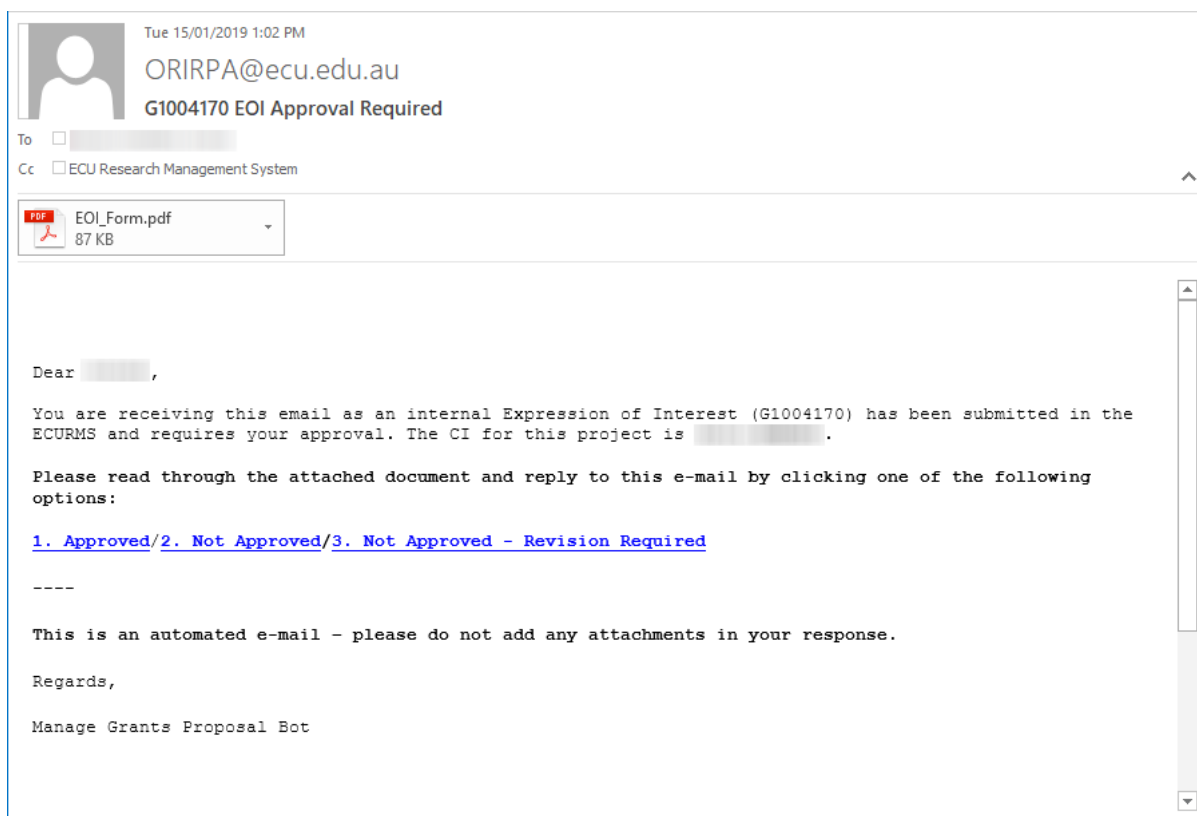 Tue 15/01/2019 1:02 PM
ORIRPA@ecu.edu.au
G1004170 EOI Approval Required
To
Cc ECU Research Management System
PDF EOI_Form.pdf
87 KB
Dear ,
You are receiving this email as an internal Expression of Interest (G1004170) has been submitted in the
ECURMS and requires your approval. The CI for this project is .
Please read through the attached document and reply to this e-mail by clicking one of the following
options:
1. Approved/2. Not Approved/3. Not Approved - Revision Required
----
This is an automated e-mail – please do not add any attachments in your response.
Regards,
Manage Grants Proposal Bot